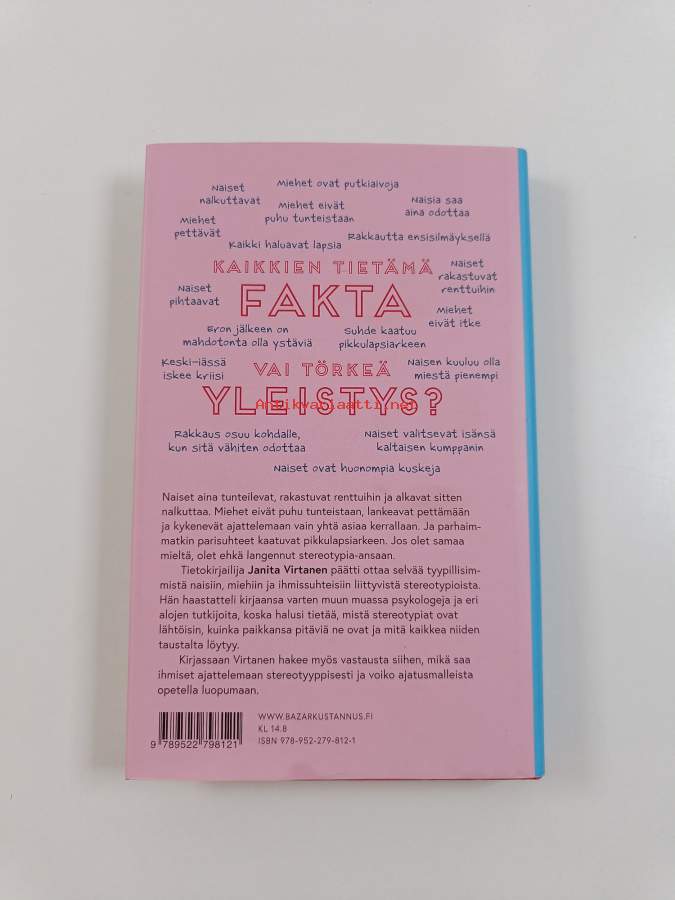 Naiset
nalkuttavat
Miehet ovat putkiaivoja
Miehet eivät
puhu tunteistaan
Naisia saa
aina odottaa
Miehet
pettävät
Kaikki haluavat lapsia
Rakkautta ensisilmäyksellä
KAIKKIEN TIETÄMÄ
Naiset
rakastuvat
renttuihin
Naiset
pihtaavat
FAKTA
Miehet
eivät itke
Eron jälkeen on
mahdotonta olla ystäviä
Suhde kaatuu
pikkulapsiarkeen
Keski-iässä
iskee kriisi
VAI TÖRKEÄ
Naisen kuuluu olla
miestä pienempi
YLEISTYS?
Antikvariaatti.net
Rakkaus osuu kohdalle,
kun sitä vähiten odottaa
Naiset valitsevat isänsä
kaltaisen kumppanin
Naiset ovat huonompia kuskeja
Naiset aina tunteilevat, rakastuvat renttuihin ja alkavat sitten
nalkuttaa. Miehet eivät puhu tunteistaan, lankeavat pettämään
ja kykenevät ajattelemaan vain yhtä asiaa kerrallaan. Ja parhaim-
matkin parisuhteet kaatuvat pikkulapsiarkeen. Jos olet samaa
mieltä, olet ehkä langennut stereotypia-ansaan.
Tietokirjailija Janita Virtanen päätti ottaa selvää tyypillisim-
mistä naisiin, miehiin ja ihmissuhteisiin liittyvistä stereotypioista.
Hän haastatteli kirjaansa varten muun muassa psykologeja ja eri
alojen tutkijoita, koska halusi tietää, mistä stereotypiat ovat
lähtöisin, kuinka paikkansa pitäviä ne ovat ja mitä kaikkea niiden
taustalta löytyy.
Kirjassaan Virtanen hakee myös vastausta siihen, mikä saa
ihmiset ajattelemaan stereotyyppisesti ja voiko ajatusmalleista
opetella luopumaan.
WWW.BAZARKUSTANNUS.FI
KL 14.8
ISBN 978-952-279-812-1
9 789522 798121